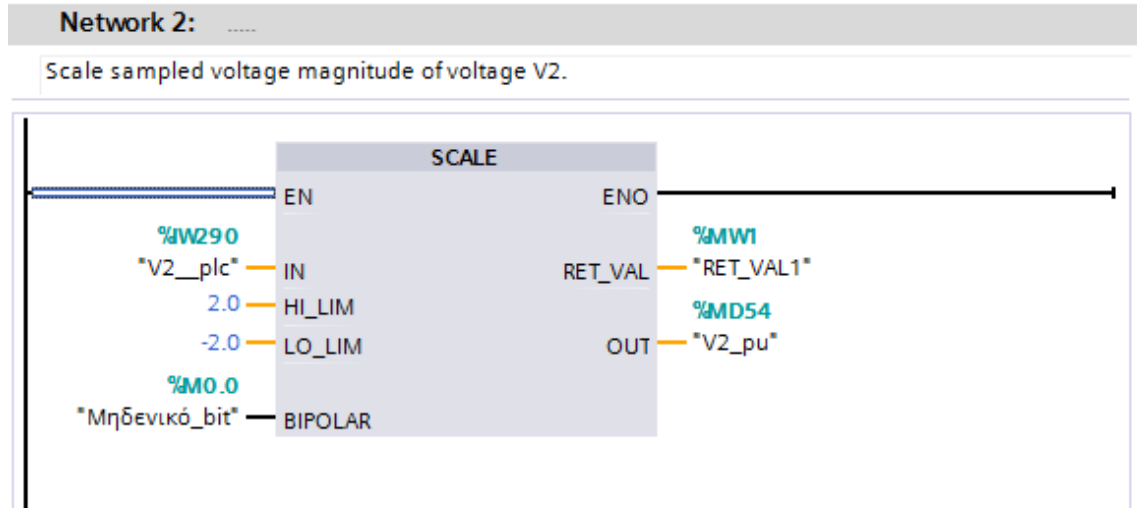 Network 2: .....
Scale sampled voltage magnitude of voltage V2.
SCALE
EN ENO
%IW290 %MW1
"V2__plc" IN RET_VAL "RET_VAL1"
2.0 HI_LIM %MD54
-2.0 LO_LIM OUT "V2_pu"
%M0.0
"Μηδενικό_bit" BIPOLAR